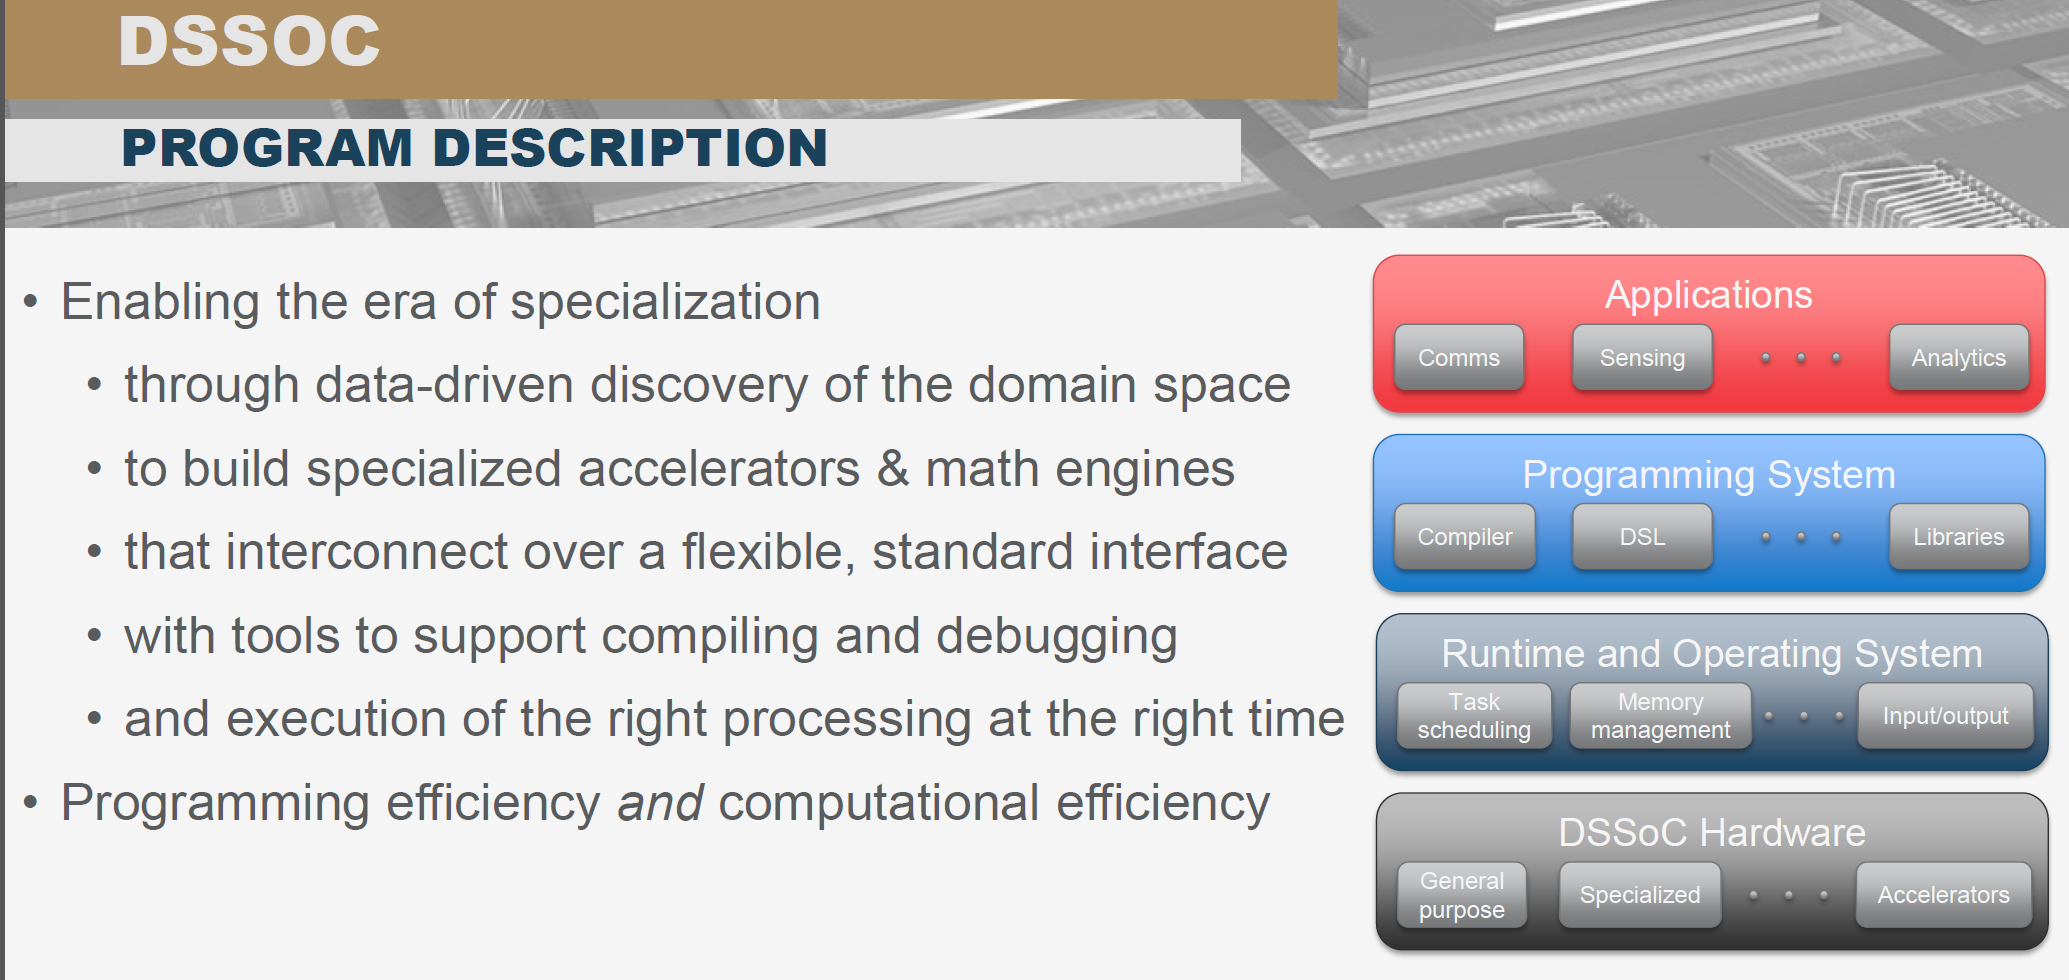 DSSOC
PROGRAM DESCRIPTION
• Enabling the era of specialization
• through data-driven discovery of the domain space
• to build specialized accelerators & math engines
• that interconnect over a flexible, standard interface
• with tools to support compiling and debugging
• and execution of the right processing at the right time
• Programming efficiency and computational efficiency
Applications
Comms Sensing • • • Analytics
Programming System
Compiler DSL • • • Libraries
Runtime and Operating System
Task scheduling Memory management • • • Input/output
DSSoC Hardware
General purpose Specialized • • • Accelerators